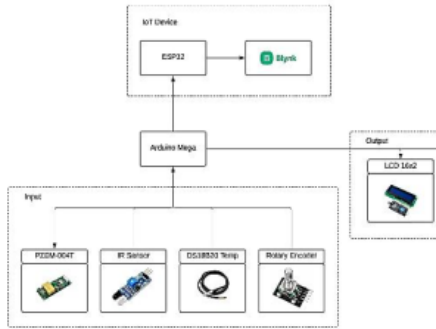 IoT Device
ESP32
Blynk
Arduino Mega
Output
LCD 16x2
Input
PZEM-004T
IR Sensor
DS18B20 Temp
Rotary Encoder